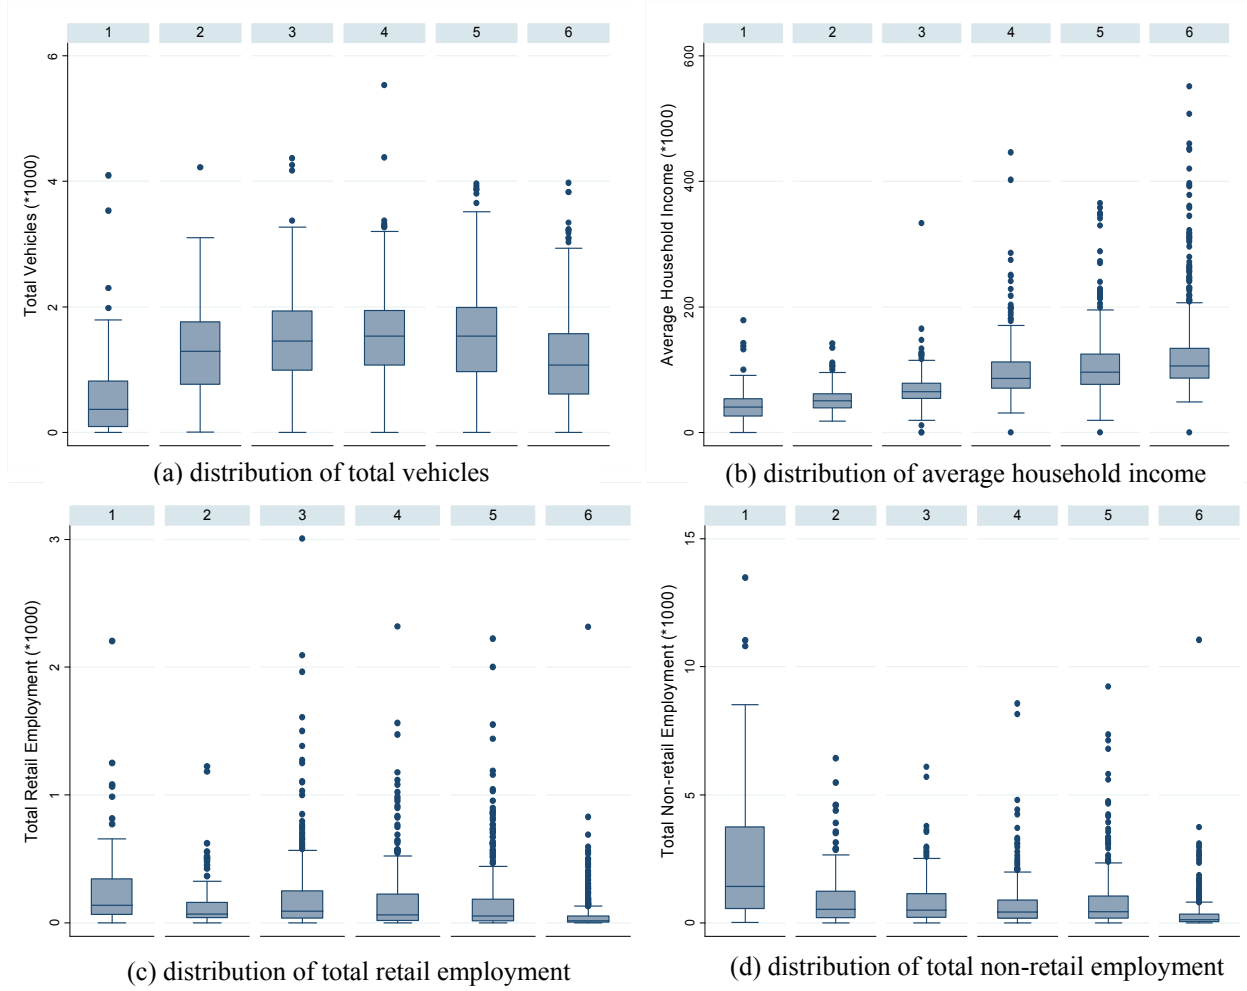 1 2 3 4 5 6
Total Vehicles (*1000)
6
4
2
0
(a) distribution of total vehicles
1 2 3 4 5 6
Average Household Income (*1000)
600
400
200
0
(b) distribution of average household income
1 2 3 4 5 6
Total Retail Employment (*1000)
3
2
1
0
(c) distribution of total retail employment
1 2 3 4 5 6
Total Non-retail Employment (*1000)
15
10
5
0
(d) distribution of total non-retail employment